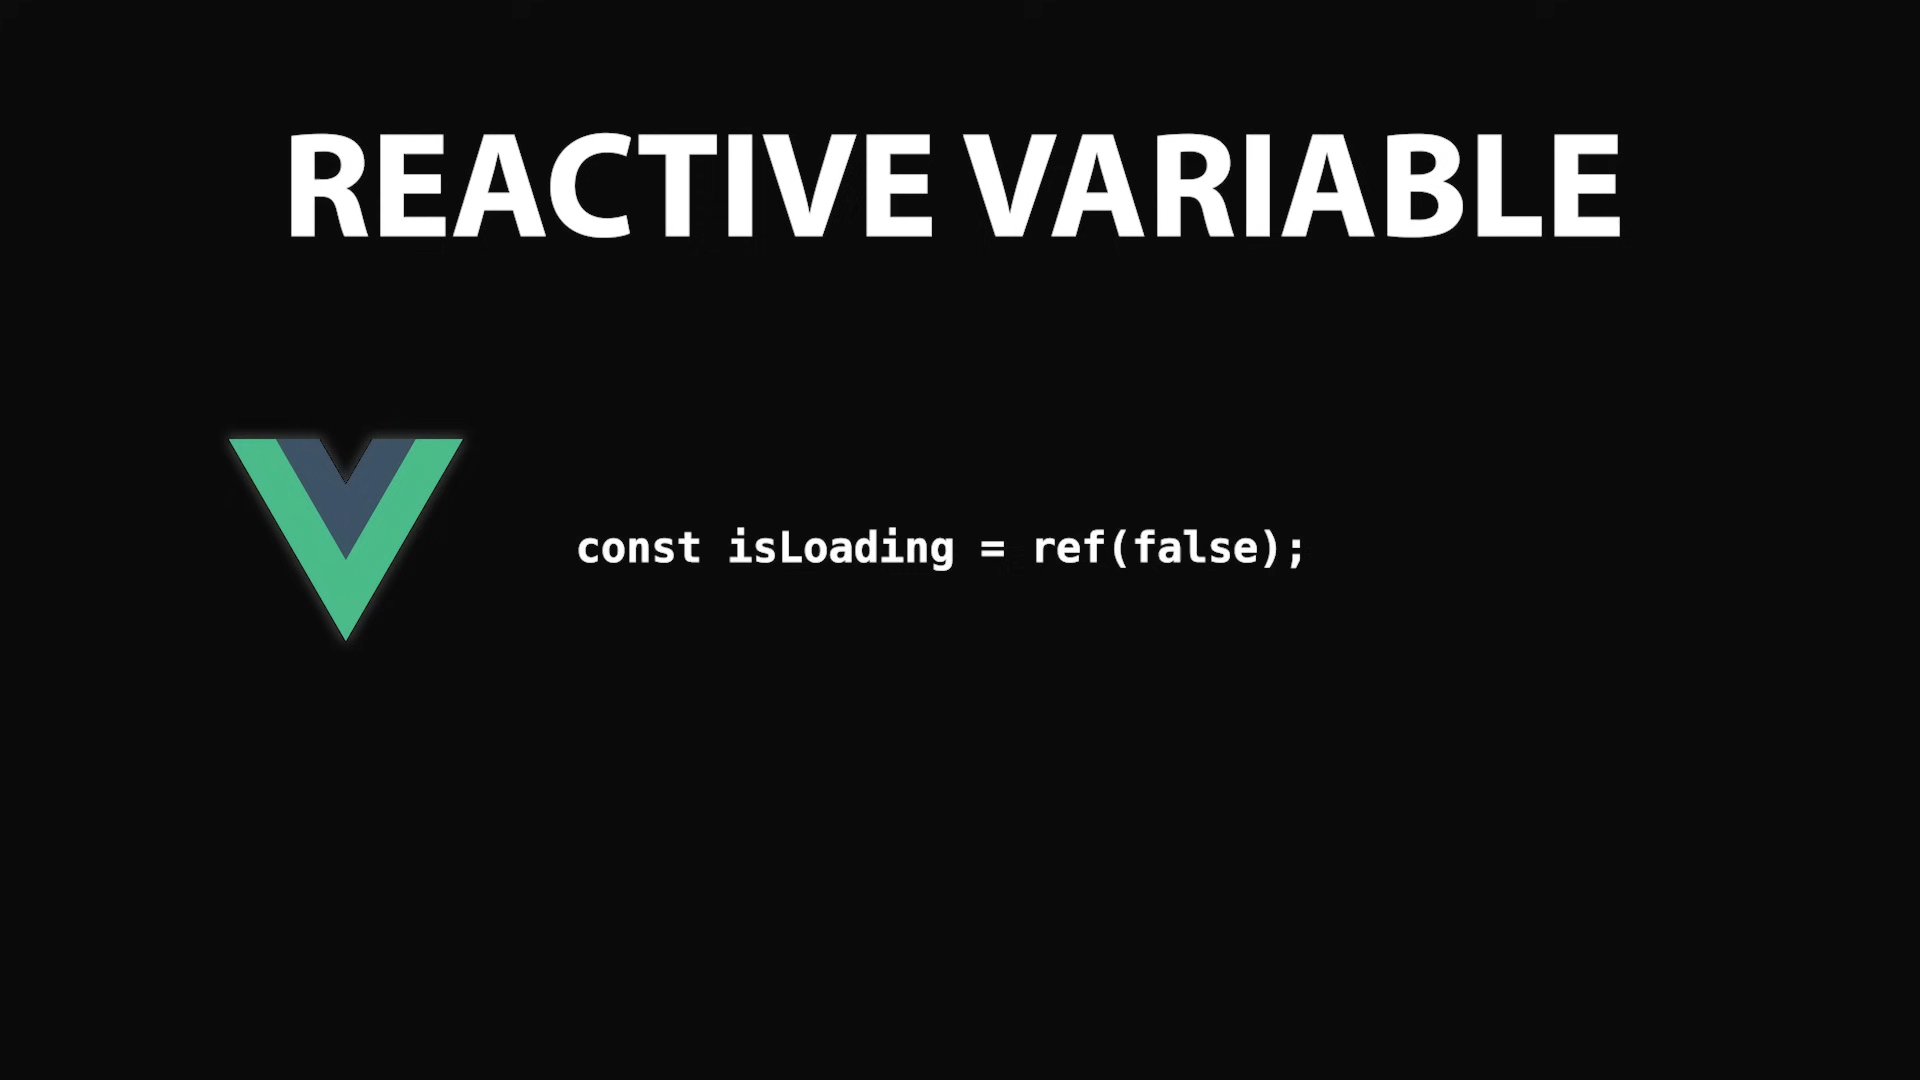 REACTIVE VARIABLE
const isLoading = ref(false);